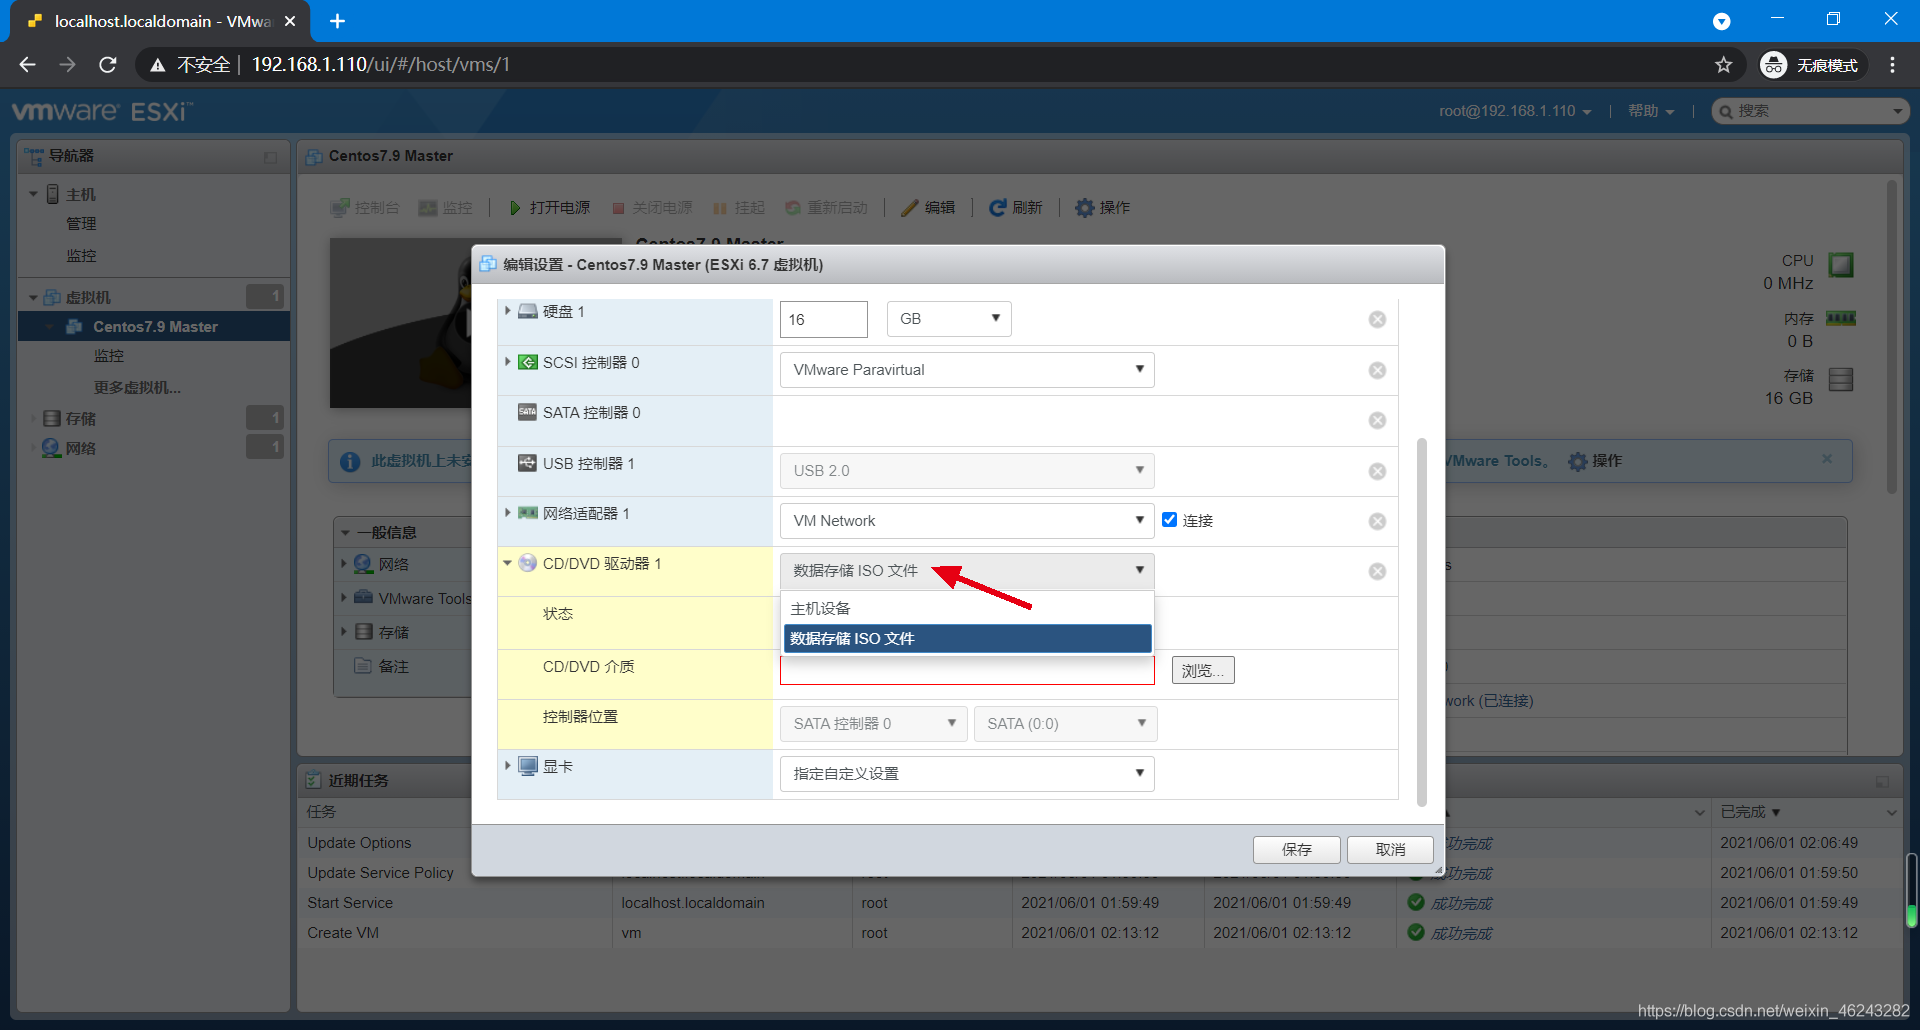 localhost.localdomain - VMwa
不安全 192.168.1.110/ui/#/host/vms/1
无痕模式
vmware ESXi™
root@192.168.1.110
帮助
搜索
导航器
主机
管理
监控
虚拟机 1
Centos7.9 Master
监控
更多虚拟机...
存储 1
网络 1
Centos7.9 Master
控制台 监控 打开电源 关闭电源 挂起 重新启动 编辑 刷新 操作
Centos7.9 Master
CPU
0 MHz
内存
0 B
存储
16 GB
此虚拟机上未安
VMware Tools。 操作
一般信息
网络
VMware Tools
存储
备注
s
work (已连接)
编辑设置 - Centos7.9 Master (ESXi 6.7 虚拟机)
硬盘 1 16 GB
SCSI 控制器 0 VMware Paravirtual
SATA SATA 控制器 0
USB 控制器 1 USB 2.0
网络适配器 1 VM Network 连接
CD/DVD 驱动器 1 数据存储 ISO 文件
主机设备
状态
数据存储 ISO 文件
CD/DVD 介质 浏览...
控制器位置 SATA 控制器 0 SATA (0:0)
显卡 指定自定义设置
保存 取消
近期任务
任务 已完成
Update Options 成功完成 2021/06/01 02:06:49
Update Service Policy 成功完成 2021/06/01 01:59:50
Start Service localhost.localdomain root 2021/06/01 01:59:49 2021/06/01 01:59:49 成功完成 2021/06/01 01:59:49
Create VM vm root 2021/06/01 02:13:12 2021/06/01 02:13:12 成功完成 2021/06/01 02:13:12
https://blog.csdn.net/weixin_46243282